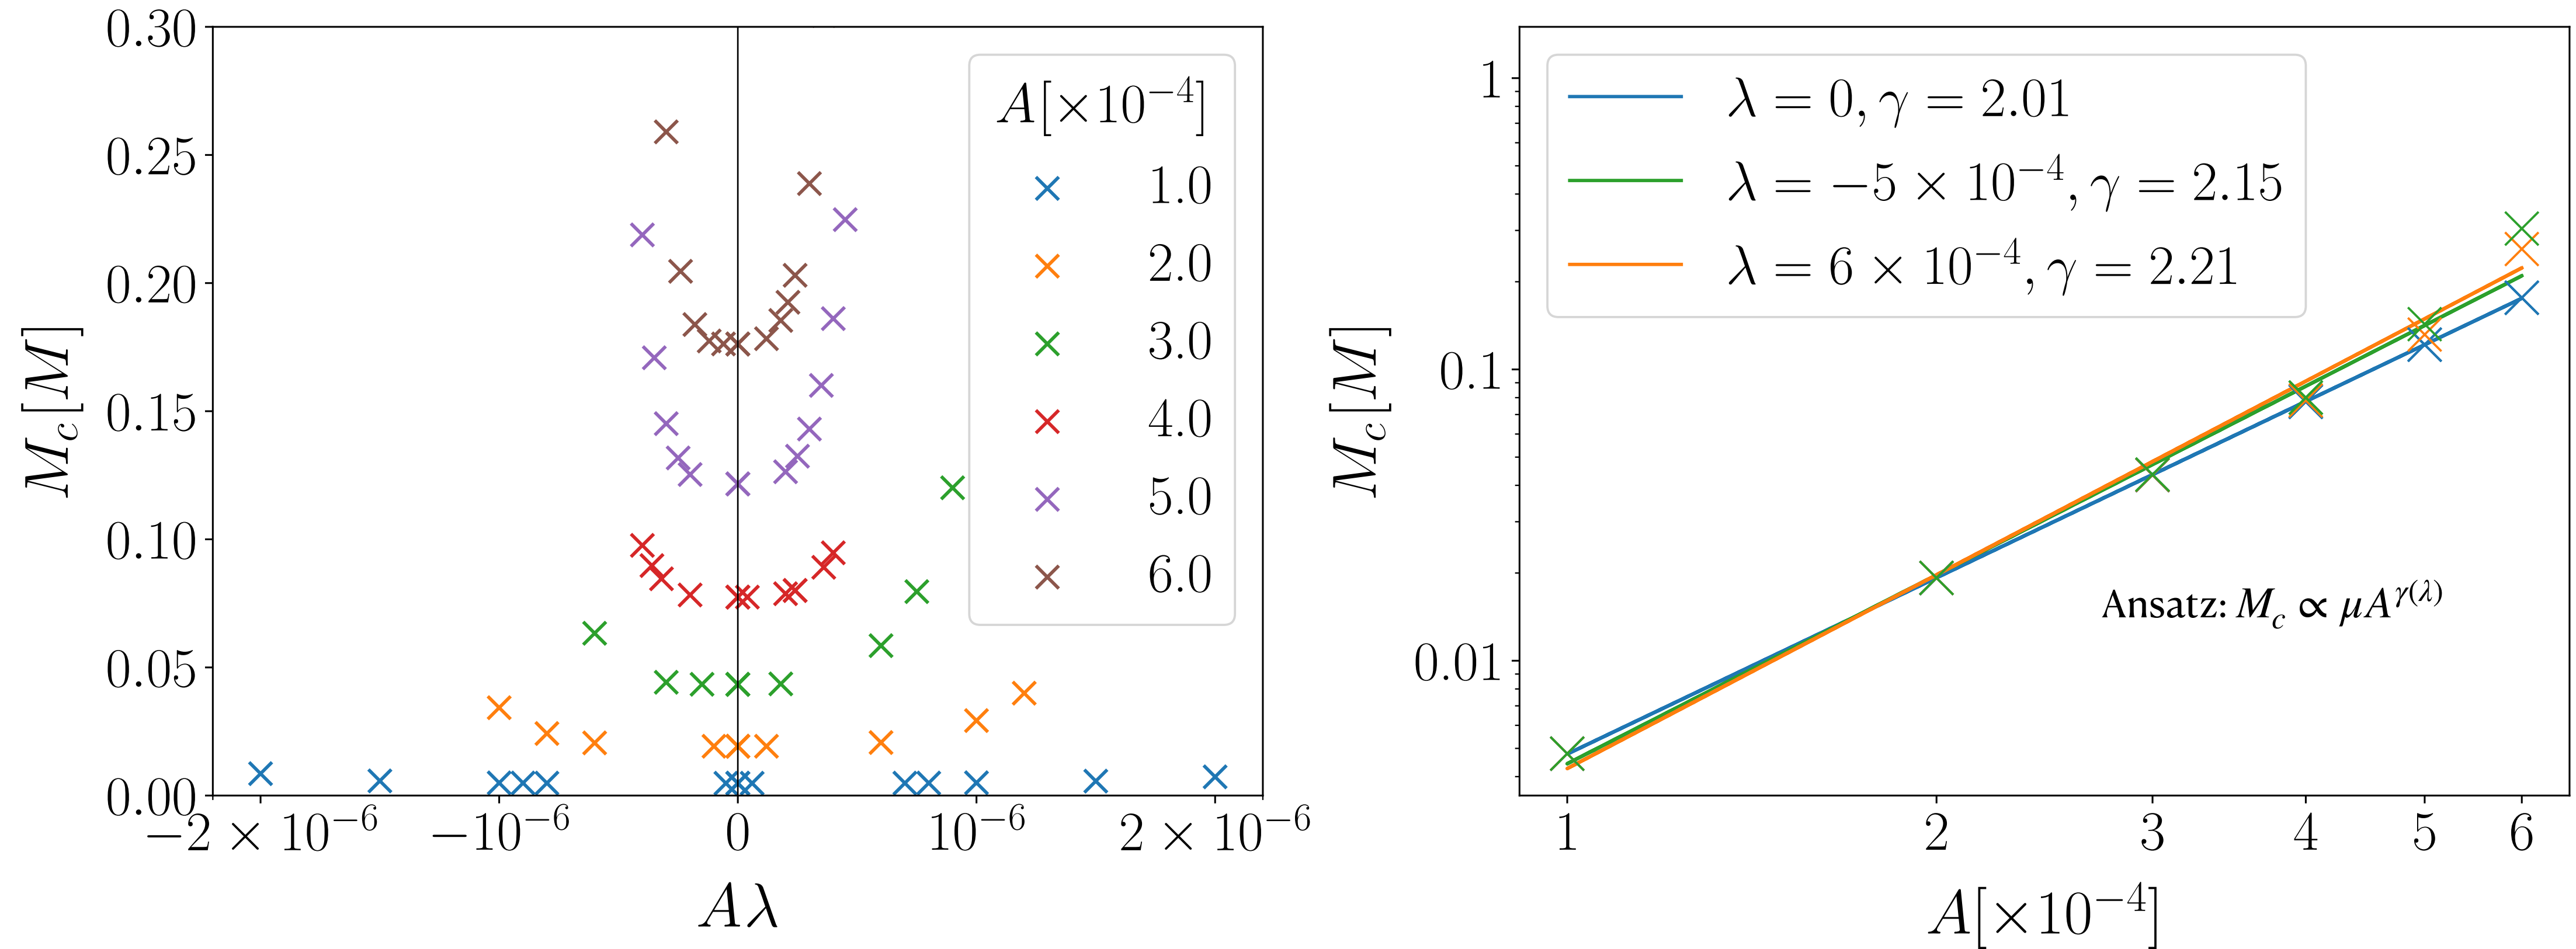 0.30
0.25
0.20
0.15
0.10
0.05
0.00
M_c[M]
−2 × 10^{−6}
−10^{−6}
0
10^{−6}
2 × 10^{−6}
Aλ
A[×10^{−4}]
1.0
2.0
3.0
4.0
5.0
6.0
1
0.1
0.01
M_c[M]
λ = 0, γ = 2.01
λ = −5 × 10^{−4}, γ = 2.15
λ = 6 × 10^{−4}, γ = 2.21
Ansatz: M_c ∝ μA^{γ(λ)}
1
2
3
4
5
6
A[×10^{−4}]